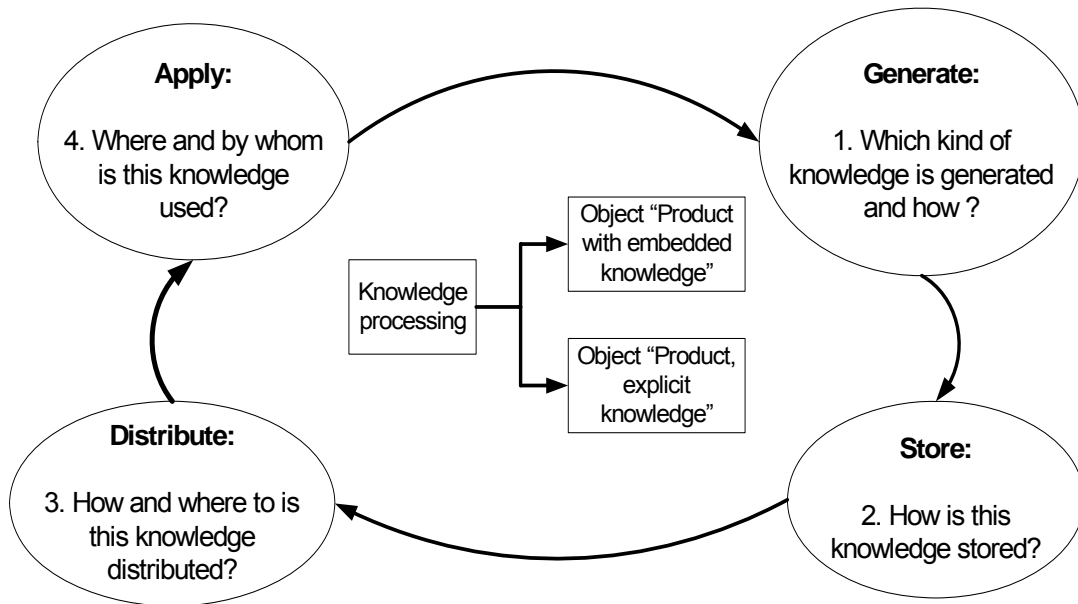 Apply:
4. Where and by whom
is this knowledge
used?
Generate:
1. Which kind of
knowledge is generated
and how ?
Object “Product
with embedded
knowledge”
Knowledge
processing
Object “Product,
explicit
knowledge”
Distribute:
3. How and where to is
this knowledge
distributed?
Store:
2. How is this
knowledge stored?